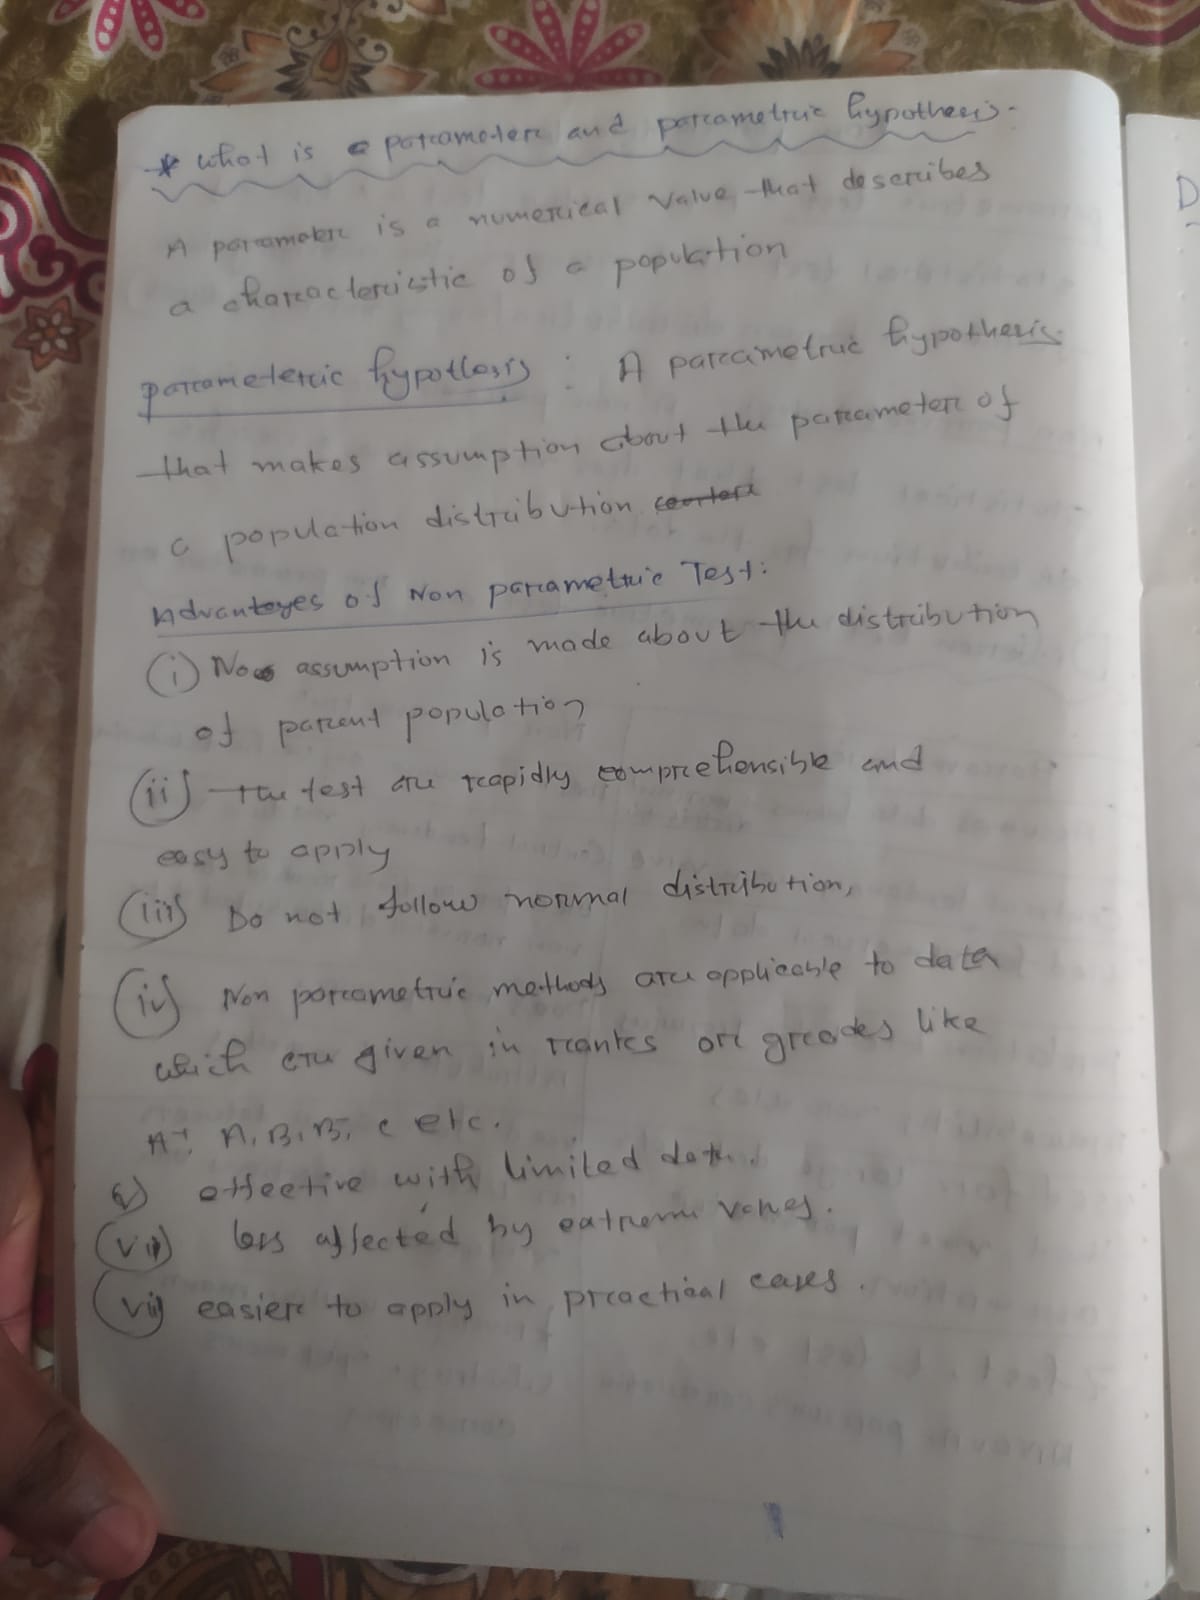 * what is a parameter and parametric hypothesis.
A parameter is a numerical value that describes
a characteristic of a population
parameteric hypothesis : A parametric hypothesis
that makes assumption about the parameter of
a population distribution
Advanteges of Non parametric Test:
(i) No assumption is made about the distribution
of parent population
(ii) The test are rapidly comprehensible and
easy to apply
(iii) Do not follow normal distribution,
(iv) Non parametric methods are applicable to data
which are given in ranks or grades like
A+, A, B, B-, C etc.
v) effective with limited data.
(vi) less affected by extreme values.
(vii) easier to apply in practical cases.
D